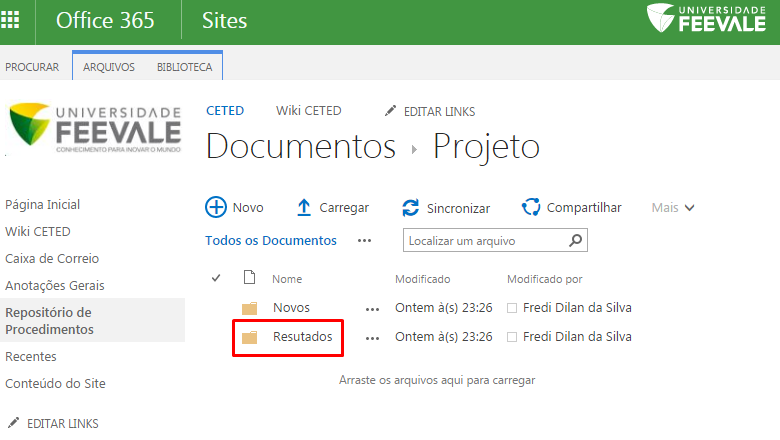 Office 365 Sites UNIVERSIDADE FEEVALE
PROCURAR ARQUIVOS BIBLIOTECA
UNIVERSIDADE
FEEVALE
CONHECIMENTO PARA INOVAR O MUNDO
CETED Wiki CETED EDITAR LINKS
Documentos Projeto
Página Inicial
Wiki CETED
Caixa de Correio
Anotações Gerais
Repositório de
Procedimentos
Recentes
Conteúdo do Site
EDITAR LINKS
Novo Carregar Sincronizar Compartilhar Mais
Todos os Documentos ... Localizar um arquivo
Nome Modificado Modificado por
Novos ... Ontem à(s) 23:26 Fredi Dilan da Silva
Resutados ... Ontem à(s) 23:26 Fredi Dilan da Silva
Arraste os arquivos aqui para carregar